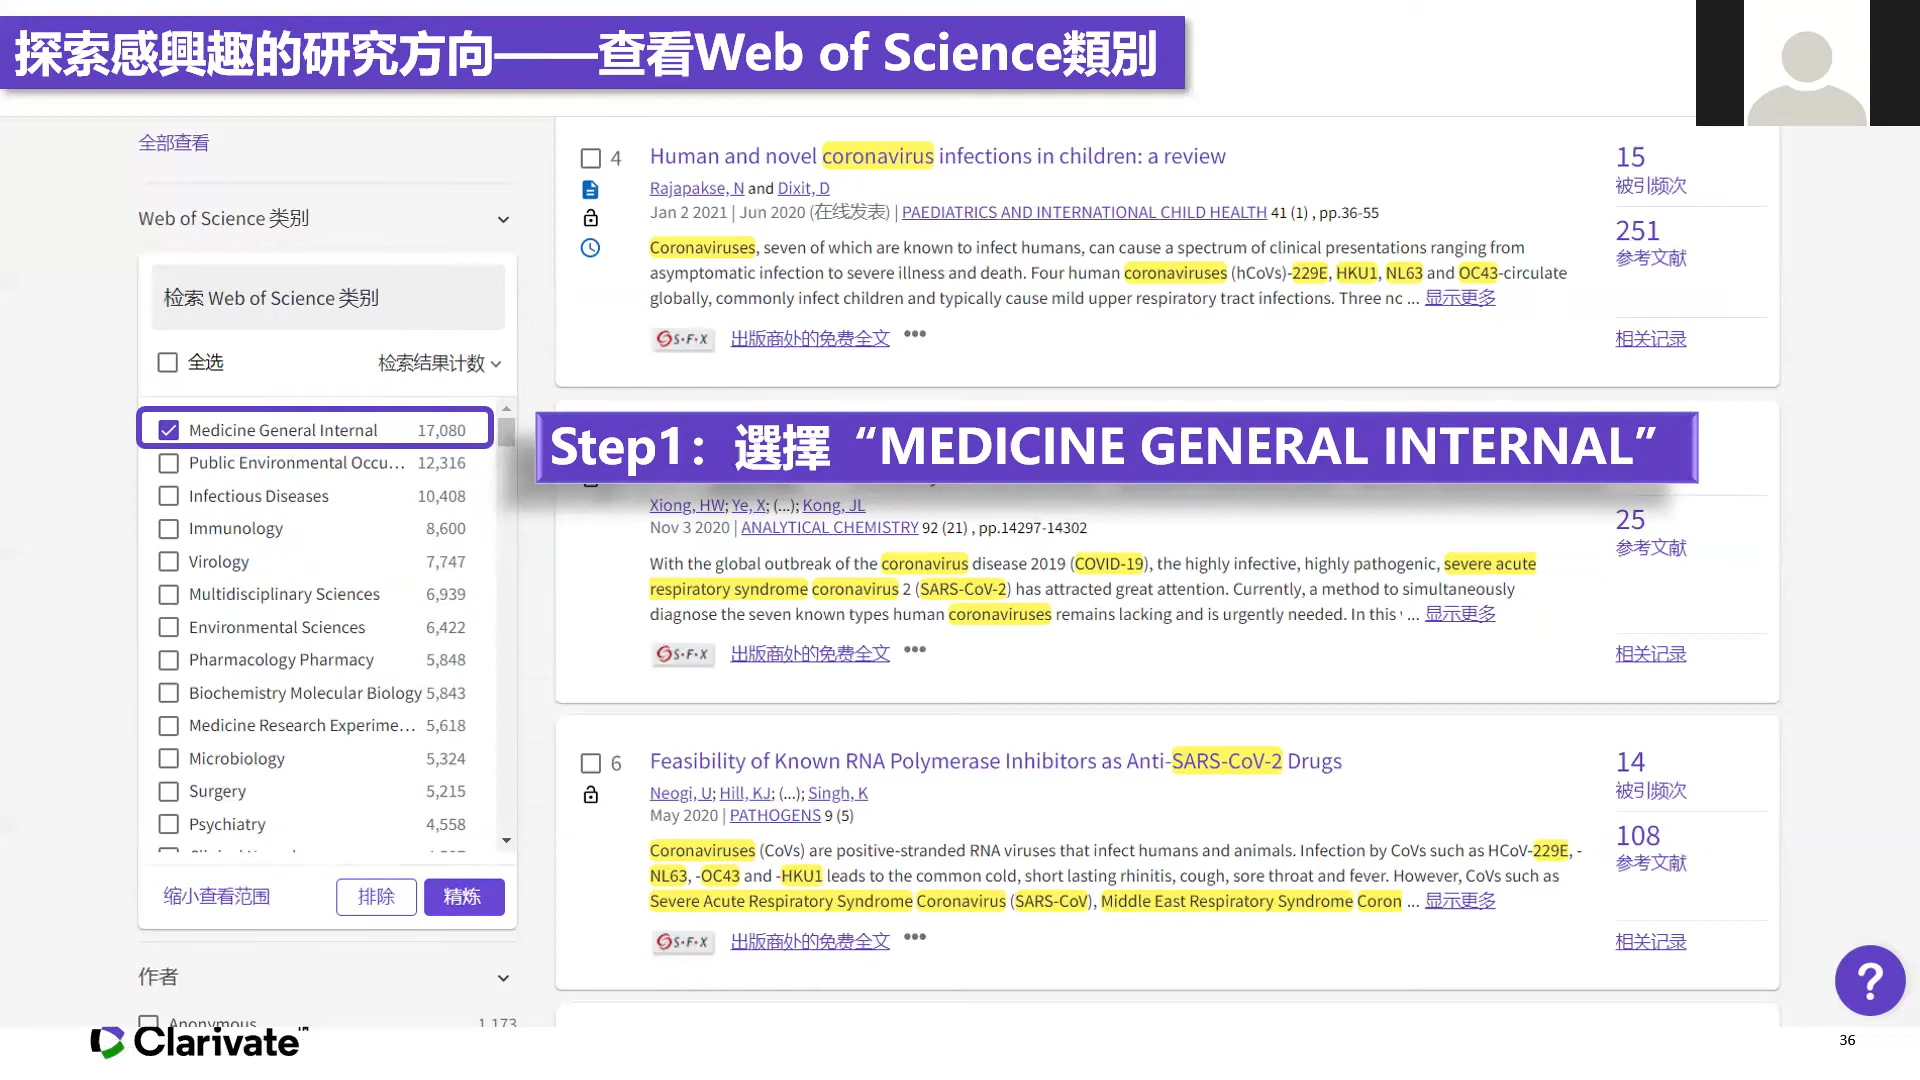 探索感興趣的研究方向——查看Web of Science類別
全部查看
Web of Science 类别
检索 Web of Science 类别
全选
检索结果计数
Medicine General Internal 17,080
Public Environmental Occu... 12,316
Infectious Diseases 10,408
Immunology 8,600
Virology 7,747
Multidisciplinary Sciences 6,939
Environmental Sciences 6,422
Pharmacology Pharmacy 5,848
Biochemistry Molecular Biology 5,843
Medicine Research Experime... 5,618
Microbiology 5,324
Surgery 5,215
Psychiatry 4,558
缩小查看范围
排除
精炼
作者
Anonymous 1,173
4 Human and novel coronavirus infections in children: a review
Rajapakse, N and Dixit, D
Jan 2 2021 | Jun 2020 (在线发表) | PAEDIATRICS AND INTERNATIONAL CHILD HEALTH 41 (1) , pp.36-55
Coronaviruses, seven of which are known to infect humans, can cause a spectrum of clinical presentations ranging from
asymptomatic infection to severe illness and death. Four human coronaviruses (hCoVs)-229E, HKU1, NL63 and OC43-circulate
globally, commonly infect children and typically cause mild upper respiratory tract infections. Three nc ... 显示更多
S·F·X 出版商处的免费全文 •••
15
被引频次
251
参考文献
相关记录
Step1：選擇“MEDICINE GENERAL INTERNAL”
Xiong, HW; Ye, X; (...); Kong, JL
Nov 3 2020 | ANALYTICAL CHEMISTRY 92 (21) , pp.14297-14302
With the global outbreak of the coronavirus disease 2019 (COVID-19), the highly infective, highly pathogenic, severe acute
respiratory syndrome coronavirus 2 (SARS-CoV-2) has attracted great attention. Currently, a method to simultaneously
diagnose the seven known types human coronaviruses remains lacking and is urgently needed. In this ... 显示更多
S·F·X 出版商处的免费全文 •••
25
参考文献
相关记录
6 Feasibility of Known RNA Polymerase Inhibitors as Anti-SARS-CoV-2 Drugs
Neogi, U; Hill, KJ; (...); Singh, K
May 2020 | PATHOGENS 9 (5)
Coronaviruses (CoVs) are positive-stranded RNA viruses that infect humans and animals. Infection by CoVs such as HCoV-229E, -
NL63, -OC43 and -HKU1 leads to the common cold, short lasting rhinitis, cough, sore throat and fever. However, CoVs such as
Severe Acute Respiratory Syndrome Coronavirus (SARS-CoV), Middle East Respiratory Syndrome Coron ... 显示更多
S·F·X 出版商处的免费全文 •••
14
被引频次
108
参考文献
相关记录
?
Clarivate™
36